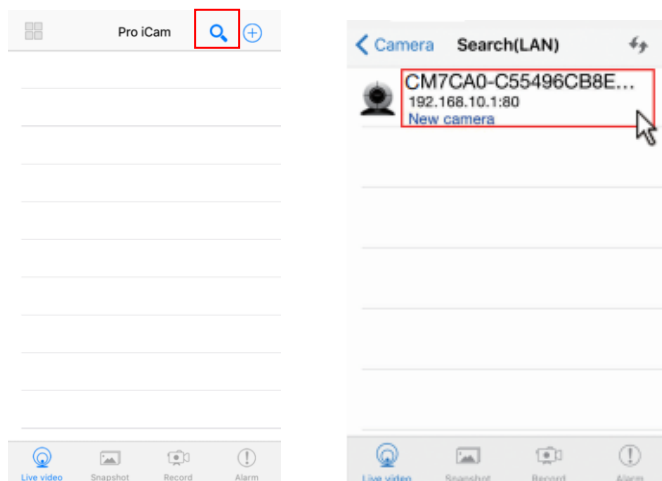 Pro iCam
Live video
Snapshot
Record
Alarm
Camera
Search(LAN)
CM7CA0-C55496CB8E...
192.168.10.1:80
New camera
Live video
Snapshot
Record
Alarm